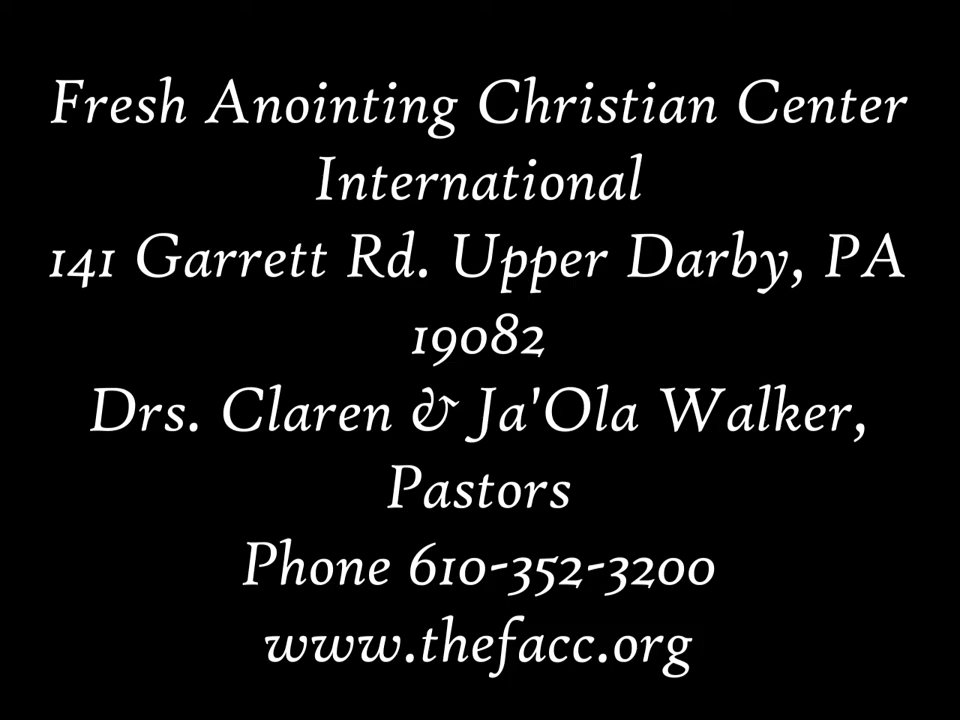 Fresh Anointing Christian Center
International
141 Garrett Rd. Upper Darby, PA
19082
Drs. Claren & Ja'Ola Walker,
Pastors
Phone 610-352-3200
www.thefacc.org